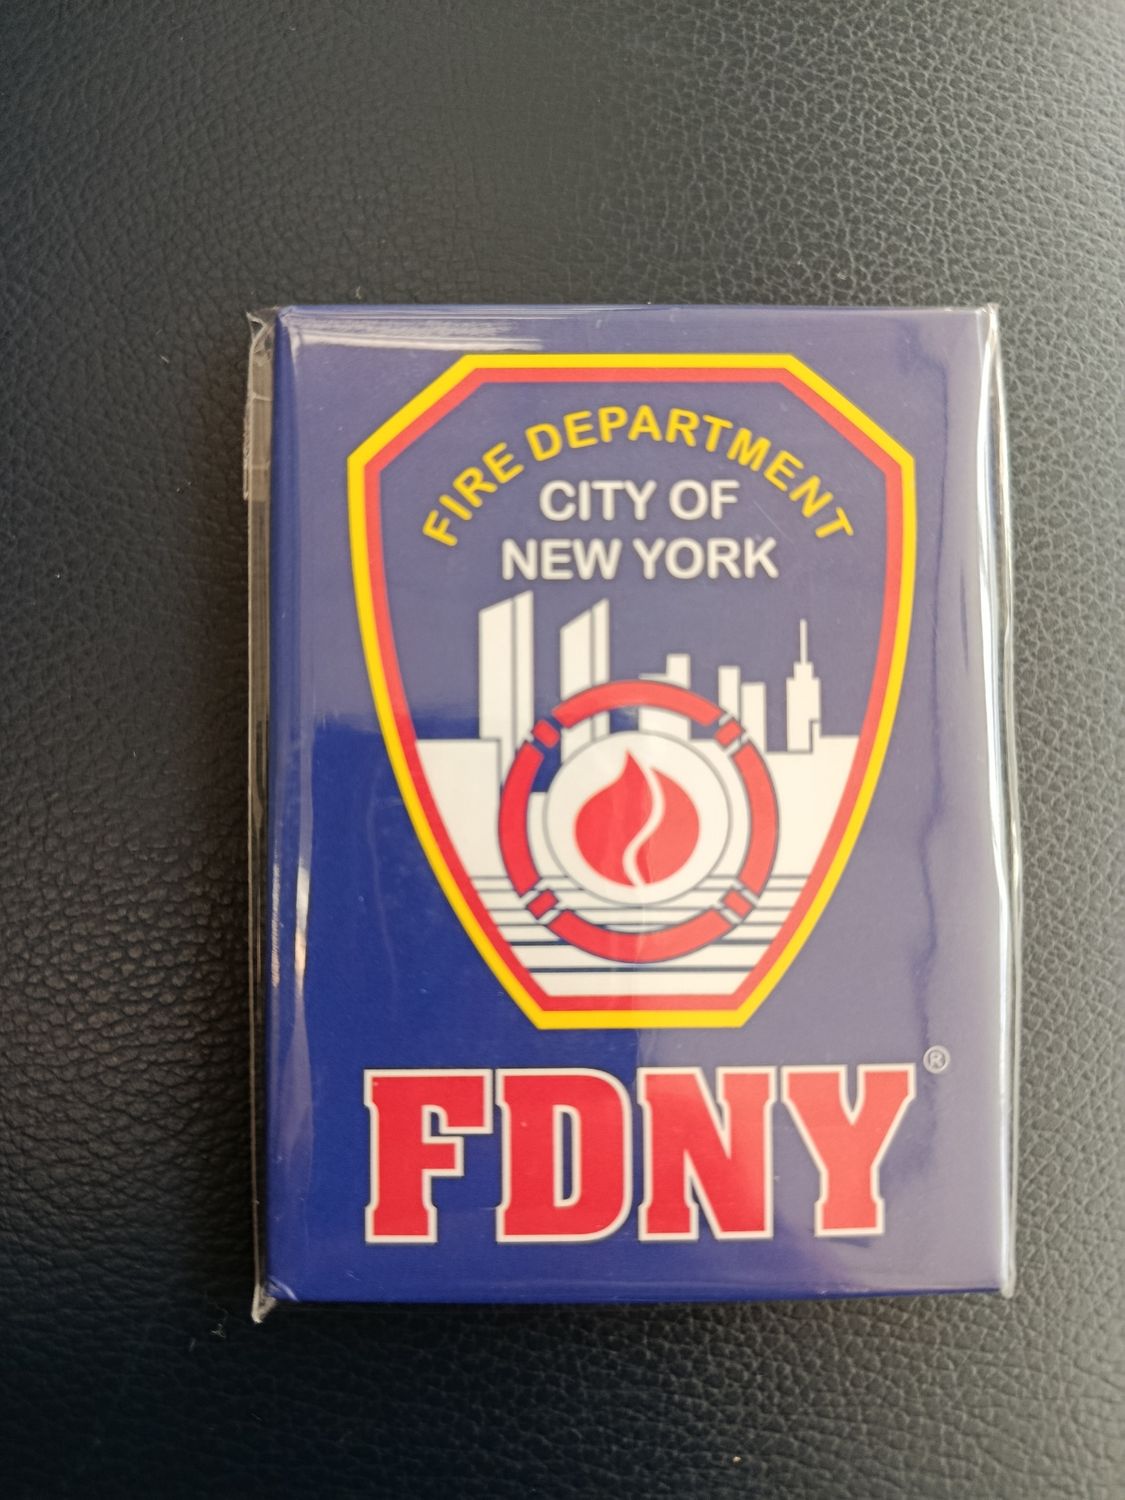 FIRE DEPARTMENT
CITY OF
NEW YORK
FDNY®